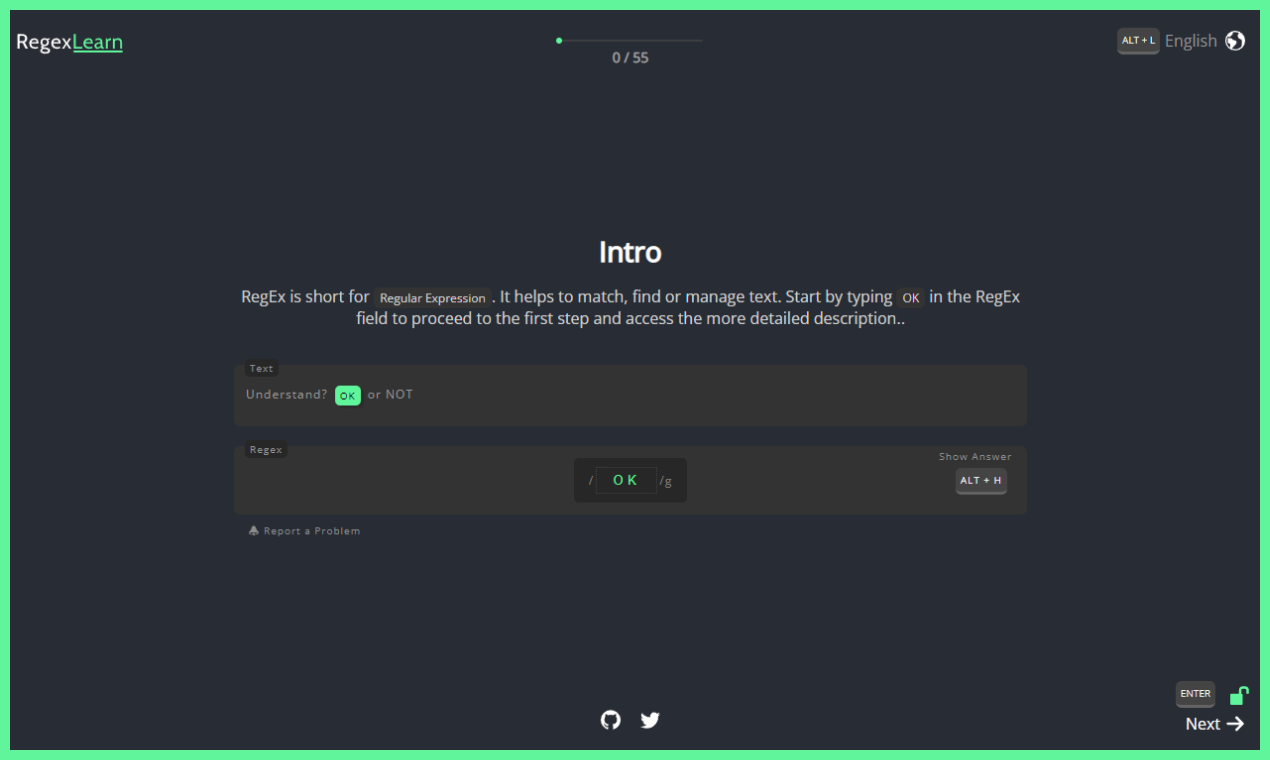 RegexLearn
ALT + L English
0 / 55
Intro
RegEx is short for Regular Expression . It helps to match, find or manage text. Start by typing OK in the RegEx
field to proceed to the first step and access the more detailed description..
Text
Understand? OK or NOT
Regex
Show Answer
/ OK /g
ALT + H
Report a Problem
ENTER
Next